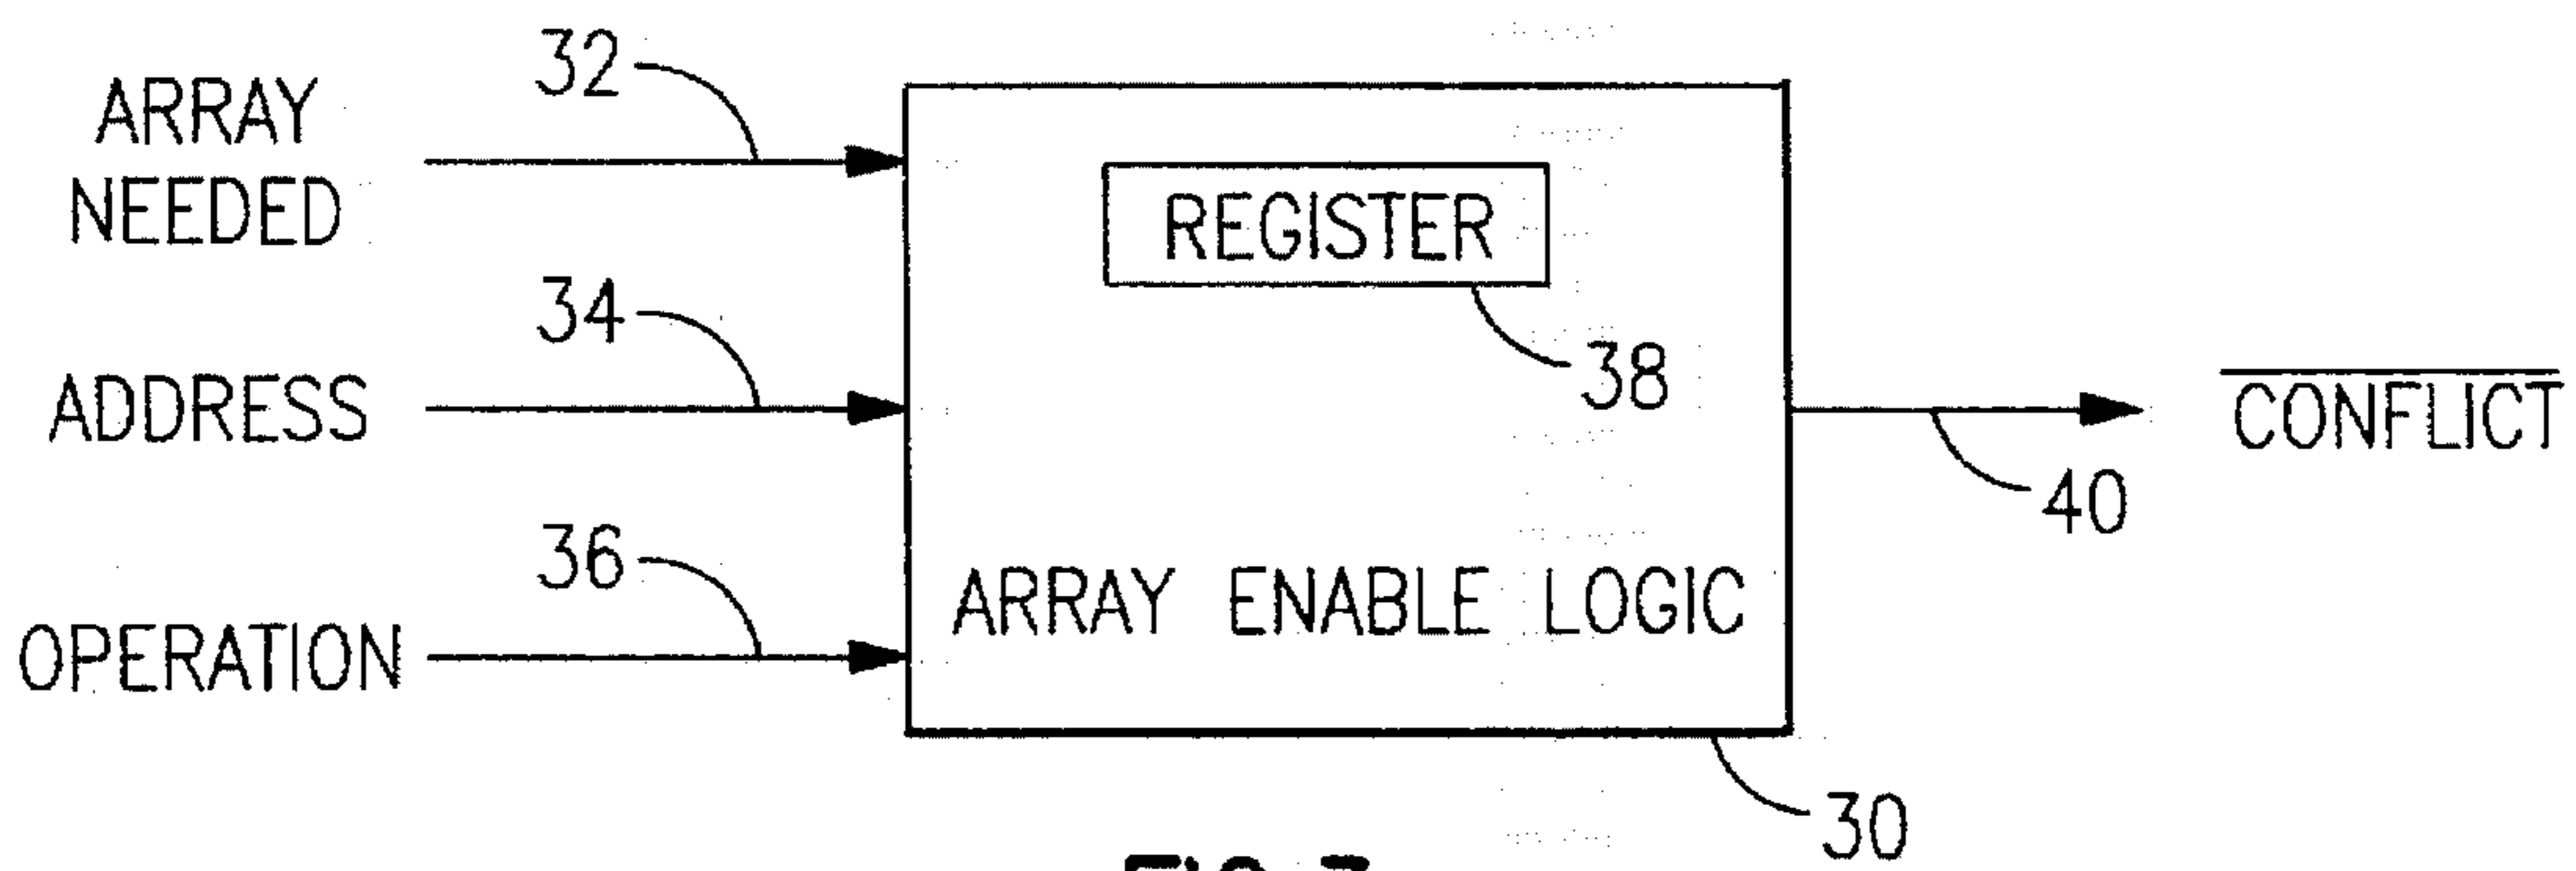 32
ARRAY
NEEDED
REGISTER
34
38
ADDRESS
CONFLICT
40
36
ARRAY ENABLE LOGIC
OPERATION
30